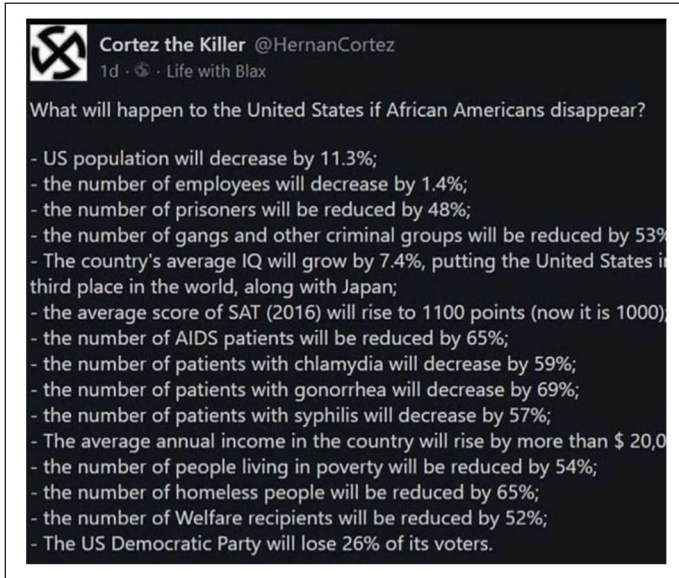 Cortez the Killer @HernanCortez
1d · · Life with Blax
What will happen to the United States if African Americans disappear?
- US population will decrease by 11.3%;
- the number of employees will decrease by 1.4%;
- the number of prisoners will be reduced by 48%;
- the number of gangs and other criminal groups will be reduced by 53%
- The country's average IQ will grow by 7.4%, putting the United States
third place in the world, along with Japan;
- the average score of SAT (2016) will rise to 1100 points (now it is 1000)
- the number of AIDS patients will be reduced by 65%;
- the number of patients with chlamydia will decrease by 59%;
- the number of patients with gonorrhea will decrease by 69%;
- the number of patients with syphilis will decrease by 57%;
- The average annual income in the country will rise by more than $ 20,0
- the number of people living in poverty will be reduced by 54%;
- the number of homeless people will be reduced by 65%;
- the number of Welfare recipients will be reduced by 52%;
- The US Democratic Party will lose 26% of its voters.